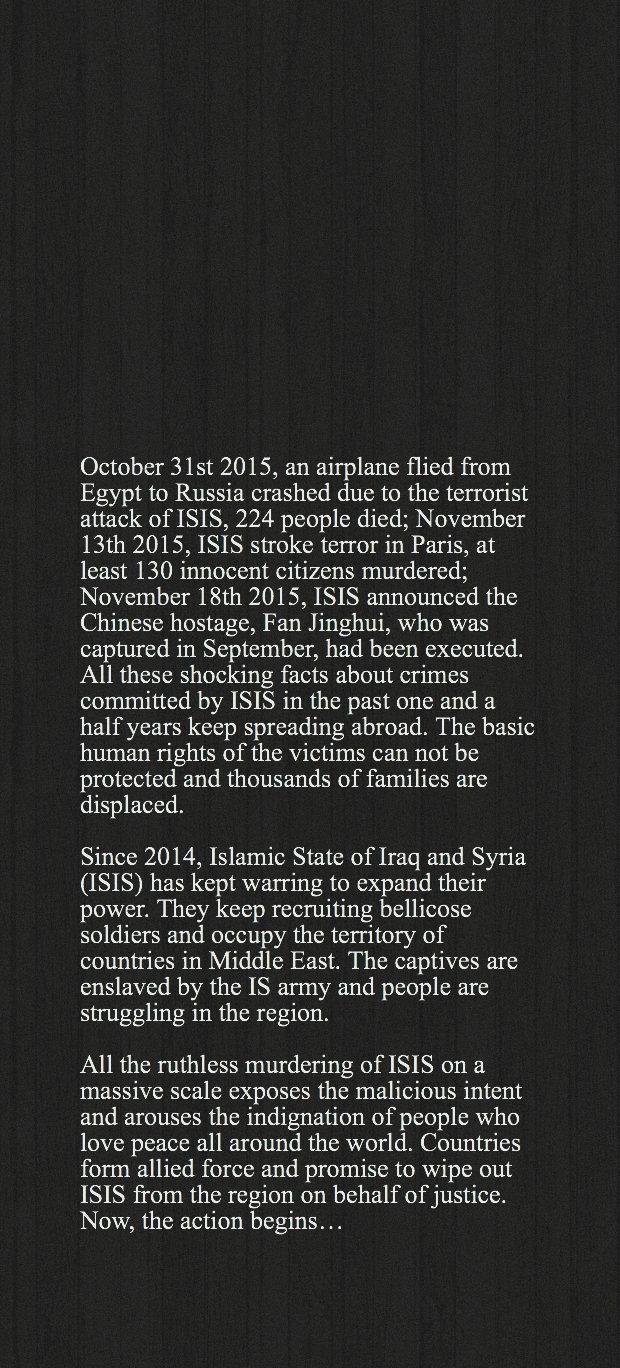 October 31st 2015, an airplane flied from
Egypt to Russia crashed due to the terrorist
attack of ISIS, 224 people died; November
13th 2015, ISIS stroke terror in Paris, at
least 130 innocent citizens murdered;
November 18th 2015, ISIS announced the
Chinese hostage, Fan Jinghui, who was
captured in September, had been executed.
All these shocking facts about crimes
committed by ISIS in the past one and a
half years keep spreading abroad. The basic
human rights of the victims can not be
protected and thousands of families are
displaced.

Since 2014, Islamic State of Iraq and Syria
(ISIS) has kept warring to expand their
power. They keep recruiting bellicose
soldiers and occupy the territory of
countries in Middle East. The captives are
enslaved by the IS army and people are
struggling in the region.

All the ruthless murdering of ISIS on a
massive scale exposes the malicious intent
and arouses the indignation of people who
love peace all around the world. Countries
form allied force and promise to wipe out
ISIS from the region on behalf of justice.
Now, the action begins…